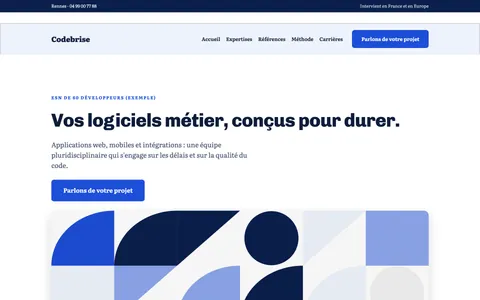 Rennes · 04 99 00 77 88
Intervient en France et en Europe
Codebrise
Accueil
Expertises
Références
Méthode
Carrières
Parlons de votre projet
ESN DE 60 DÉVELOPPEURS (EXEMPLE)
Vos logiciels métier, conçus pour durer.
Applications web, mobiles et intégrations : une équipe
pluridisciplinaire qui s'engage sur les délais et sur la qualité du
code.
Parlons de votre projet